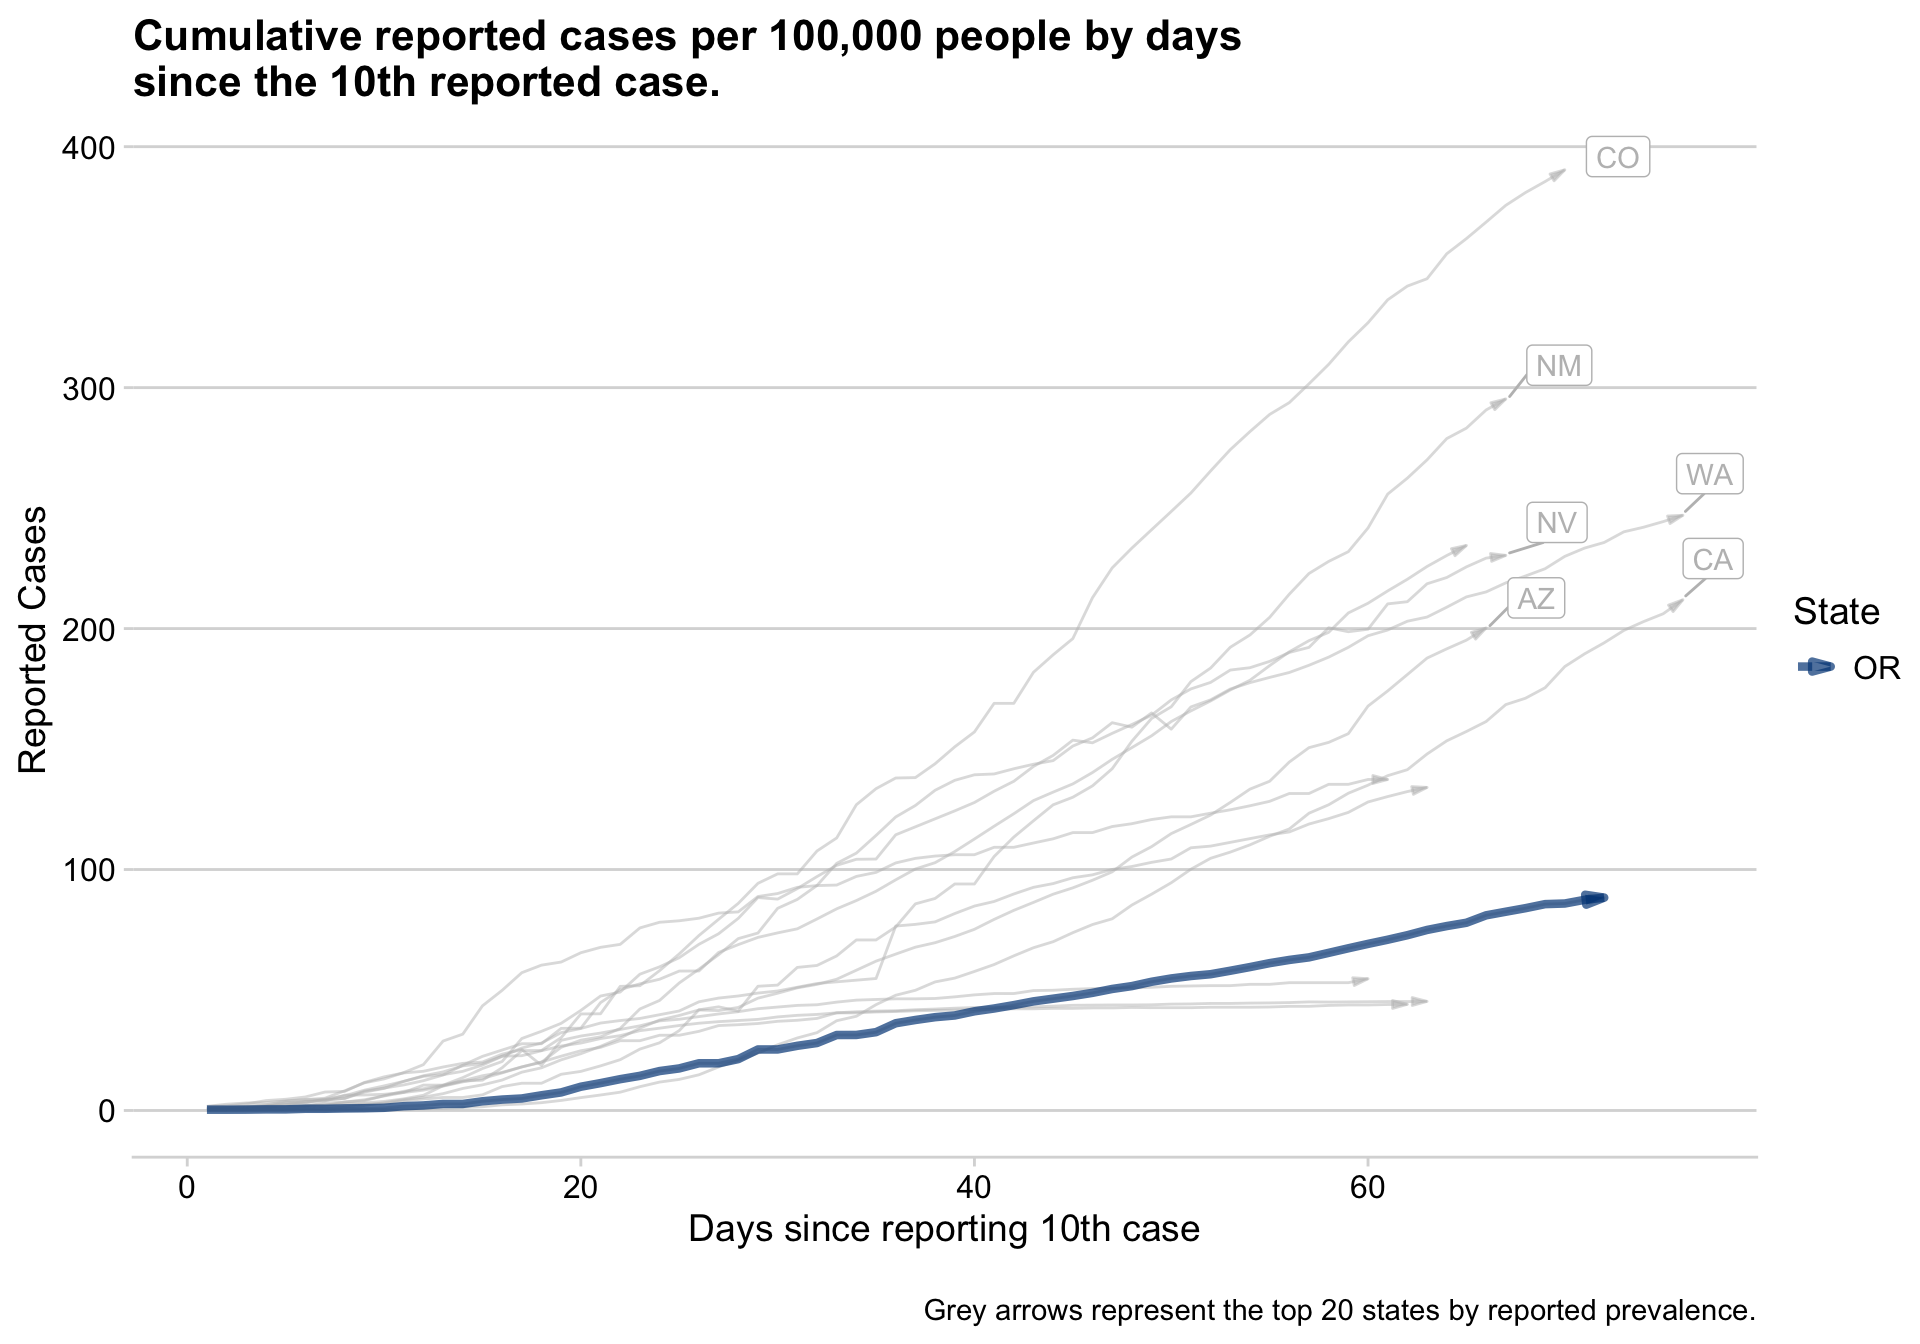 Cumulative reported cases per 100,000 people by days
since the 10th reported case.
400
300
200
100
0
Reported Cases
CO
NM
WA
NV
CA
AZ
State
OR
0 20 40 60
Days since reporting 10th case
Grey arrows represent the top 20 states by reported prevalence.